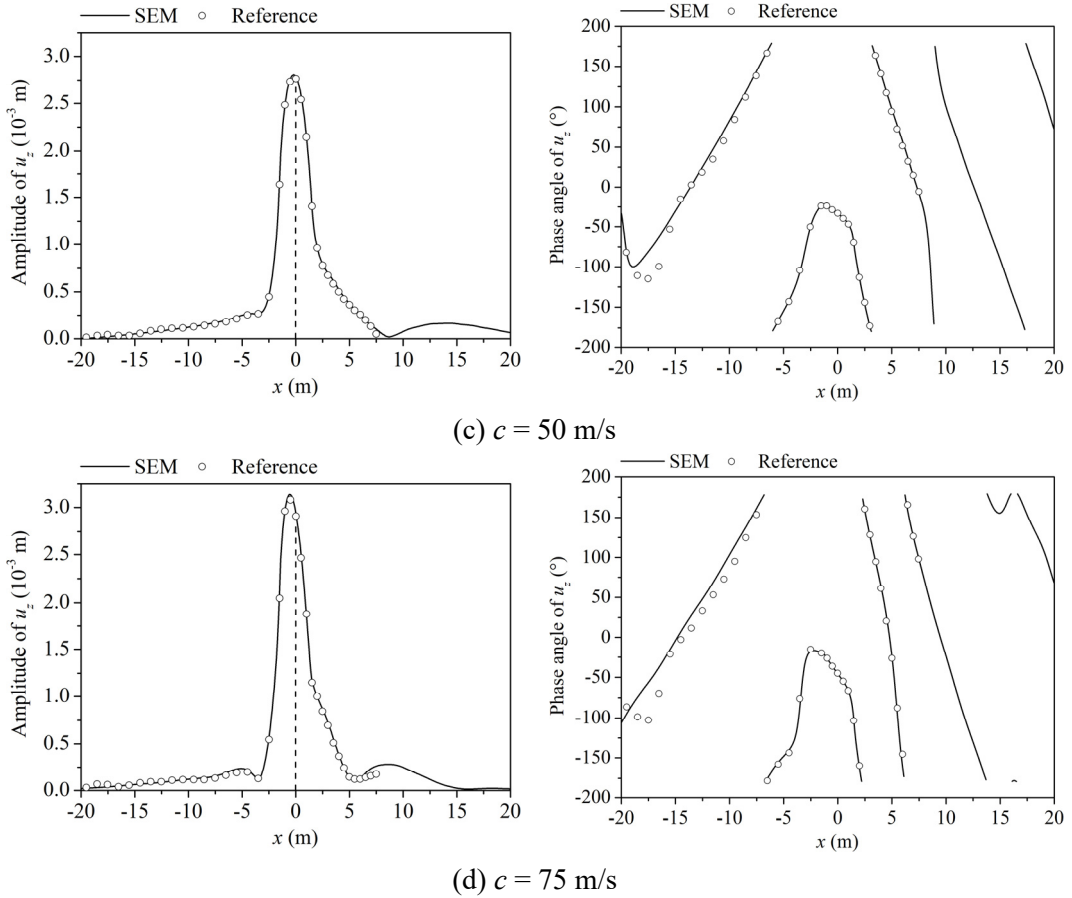 SEM Reference
Amplitude of u_z (10⁻³ m)
3.0
2.5
2.0
1.5
1.0
0.5
0.0
-20 -15 -10 -5 0 5 10 15 20
x (m)
SEM Reference
Phase angle of u_z (°)
200
150
100
50
0
-50
-100
-150
-200
-20 -15 -10 -5 0 5 10 15 20
x (m)
(c) c = 50 m/s
SEM Reference
Amplitude of u_z (10⁻³ m)
3.0
2.5
2.0
1.5
1.0
0.5
0.0
-20 -15 -10 -5 0 5 10 15 20
x (m)
SEM Reference
Phase angle of u_z (°)
200
150
100
50
0
-50
-100
-150
-200
-20 -15 -10 -5 0 5 10 15 20
x (m)
(d) c = 75 m/s